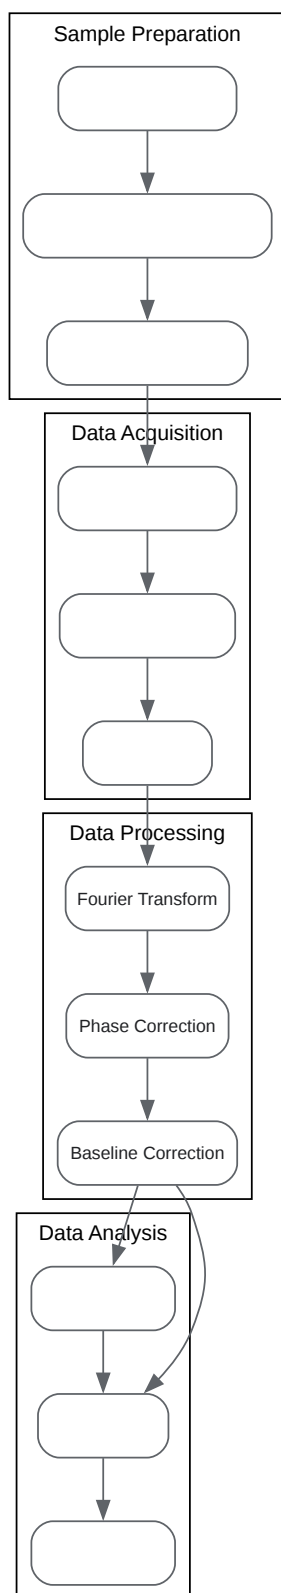 Sample Preparation
Data Acquisition
Data Processing
Fourier Transform
Phase Correction
Baseline Correction
Data Analysis